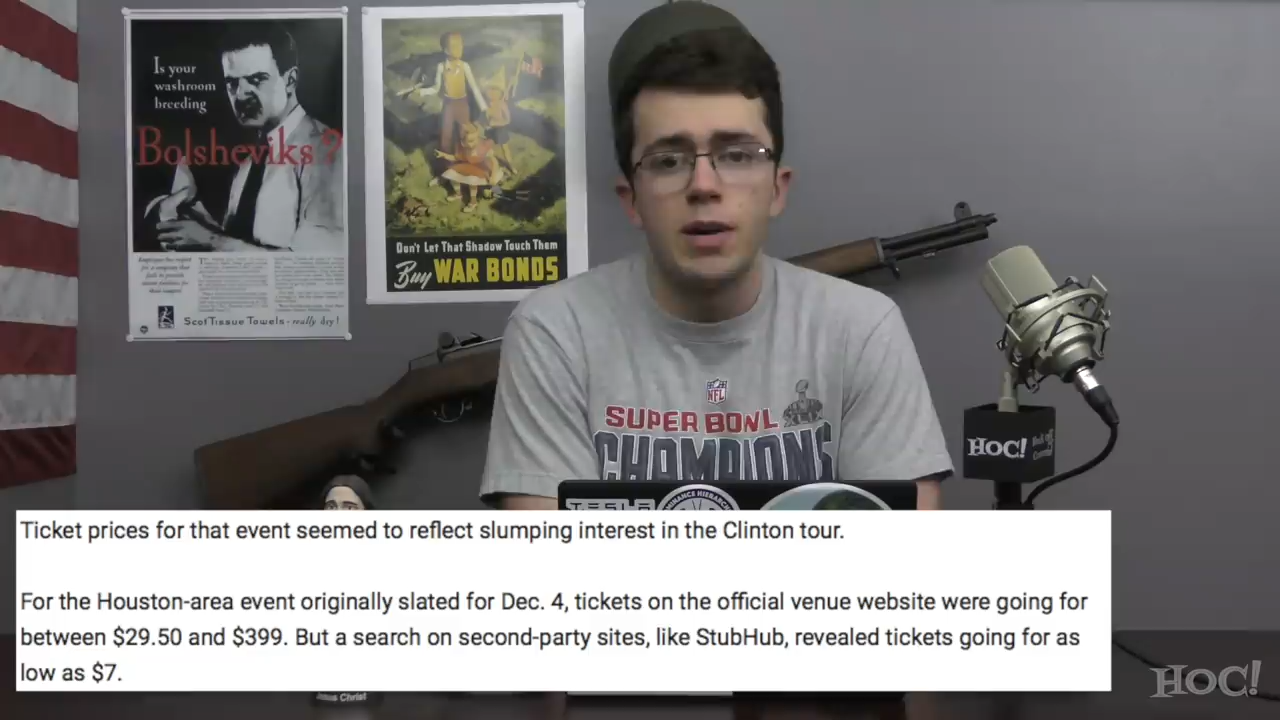 Is your
washroom
breeding
Bolsheviks?
ScotTissue Towels - really dry!
Don't Let That Shadow Touch Them
Buy WAR BONDS
NFL
SUPER BOWL
CHAMPIONS
TESLA
HOC!
Ticket prices for that event seemed to reflect slumping interest in the Clinton tour.
For the Houston-area event originally slated for Dec. 4, tickets on the official venue website were going for
between $29.50 and $399. But a search on second-party sites, like StubHub, revealed tickets going for as
low as $7.
Jesus Christ
HOC!